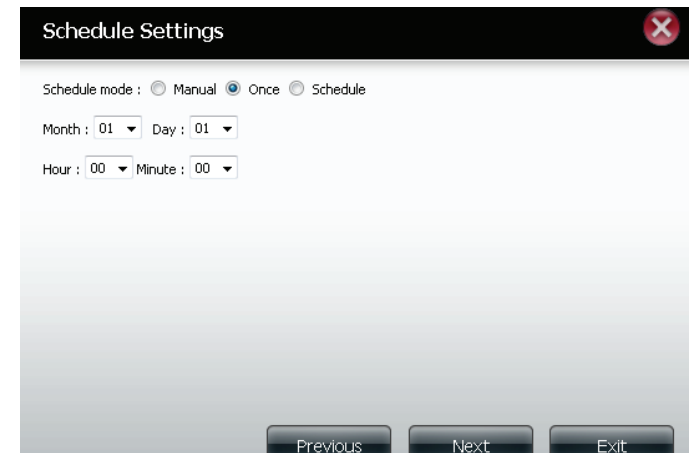 Schedule Settings
Schedule mode : Manual Once Schedule
Month : 01 Day : 01
Hour : 00 Minute : 00
Previous Next Exit